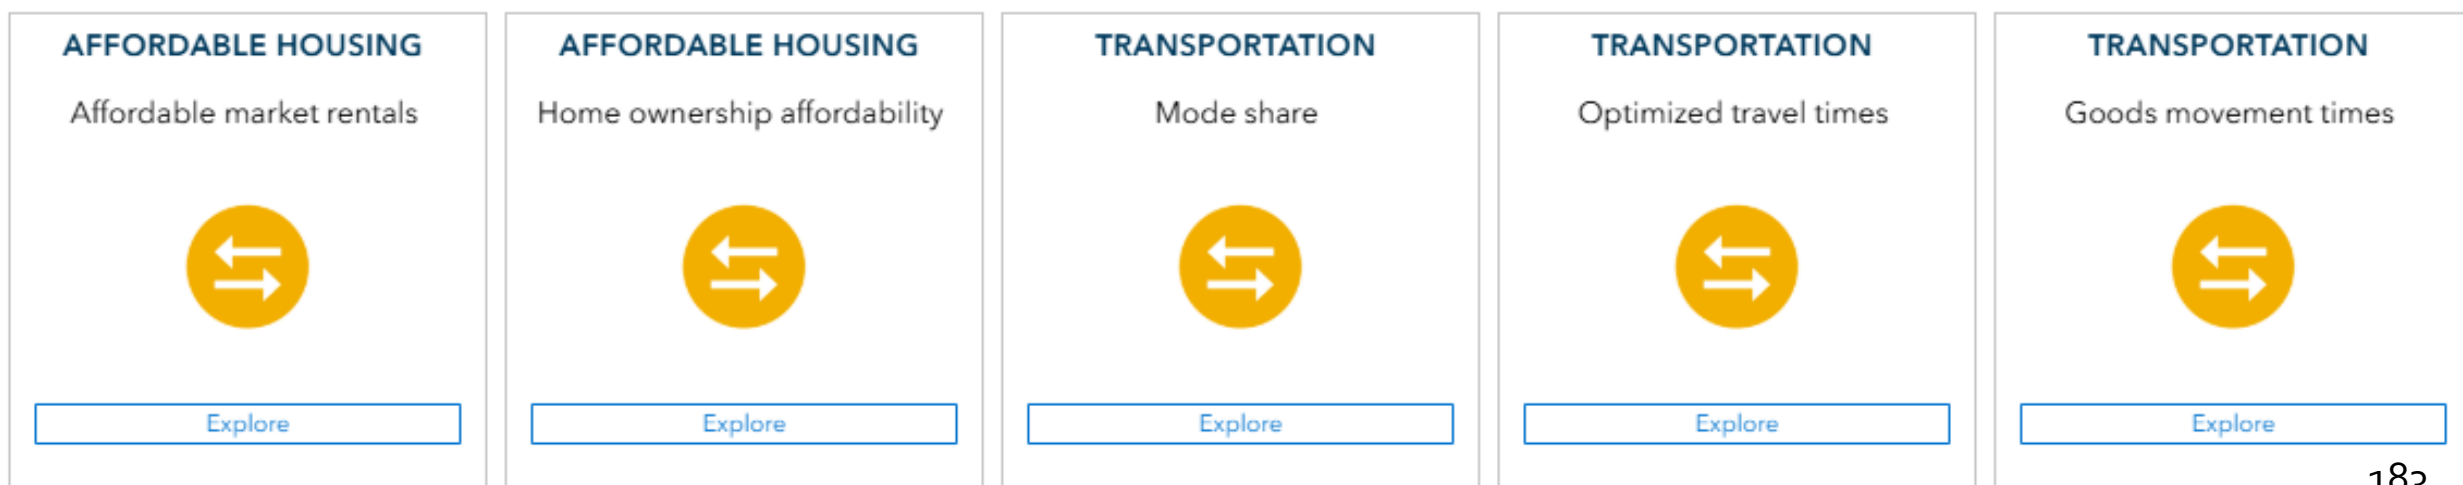 AFFORDABLE HOUSING
Affordable market rentals
Explore
AFFORDABLE HOUSING
Home ownership affordability
Explore
TRANSPORTATION
Mode share
Explore
TRANSPORTATION
Optimized travel times
Explore
TRANSPORTATION
Goods movement times
Explore